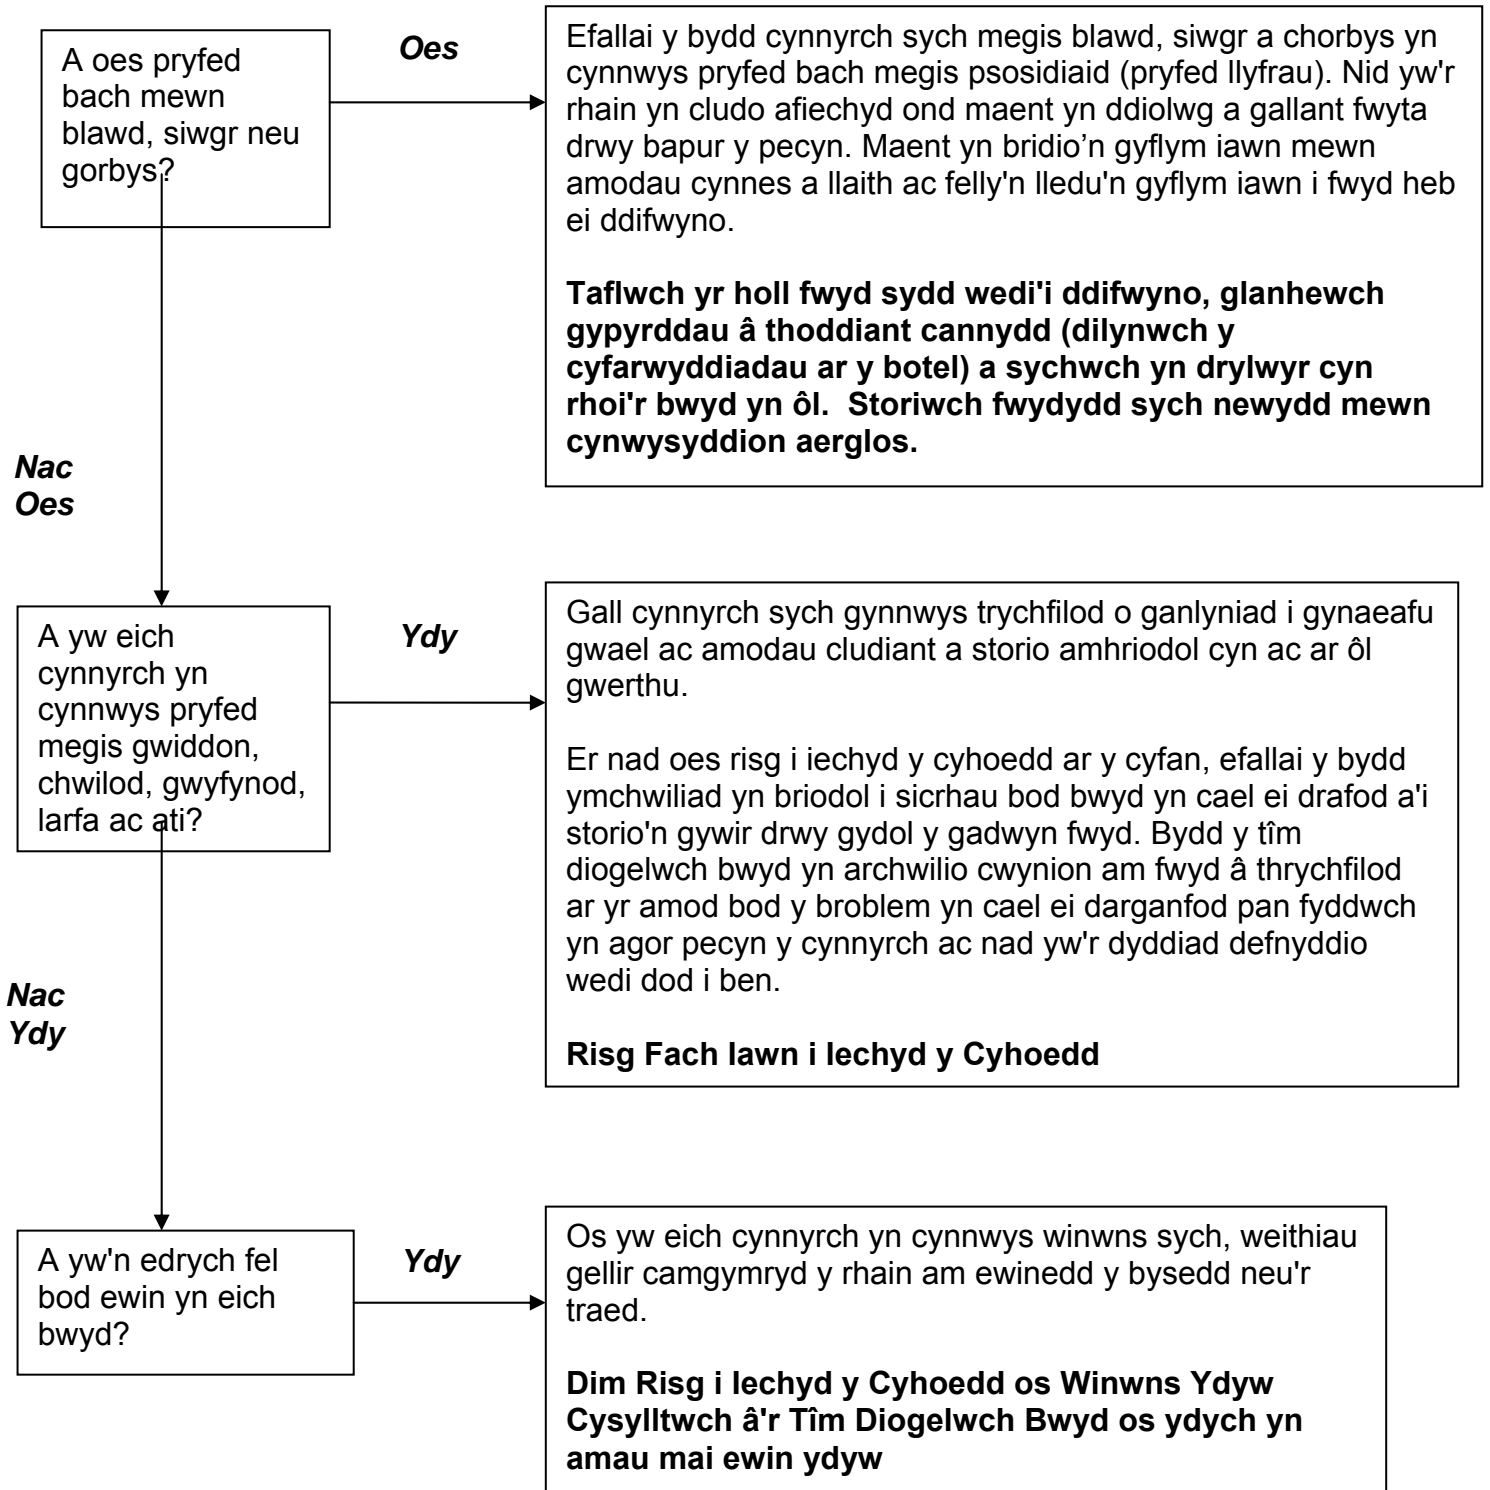 A oes pryfed
bach mewn
blawd, siwgr neu
gorbys?
Oes
Efallai y bydd cynnyrch sych megis blawd, siwgr a chorbys yn
cynnwys pryfed bach megis psosidiaid (pryfed llyfrau). Nid yw'r
rhain yn cludo afiechyd ond maent yn ddiolwg a gallant fwyta
drwy bapur y pecyn. Maent yn bridio’n gyflym iawn mewn
amodau cynnes a llaith ac felly'n lledu'n gyflym iawn i fwyd heb
ei ddifwyno.
Taflwch yr holl fwyd sydd wedi'i ddifwyno, glanhewch
gypyrddau â thoddiant cannydd (dilynwch y
cyfarwyddiadau ar y botel) a sychwch yn drylwyr cyn
rhoi'r bwyd yn ôl.  Storiwch fwydydd sych newydd mewn
cynwysyddion aerglos.
Nac
Oes
A yw eich
cynnyrch yn
cynnwys pryfed
megis gwiddon,
chwilod, gwyfynod,
larfa ac ati?
Ydy
Gall cynnyrch sych gynnwys trychfilod o ganlyniad i gynaeafu
gwael ac amodau cludiant a storio amhriodol cyn ac ar ôl
gwerthu.
Er nad oes risg i iechyd y cyhoedd ar y cyfan, efallai y bydd
ymchwiliad yn briodol i sicrhau bod bwyd yn cael ei drafod a'i
storio'n gywir drwy gydol y gadwyn fwyd. Bydd y tîm
diogelwch bwyd yn archwilio cwynion am fwyd â thrychfilod
ar yr amod bod y broblem yn cael ei darganfod pan fyddwch
yn agor pecyn y cynnyrch ac nad yw'r dyddiad defnyddio
wedi dod i ben.
Risg Fach Iawn i Iechyd y Cyhoedd
Nac
Ydy
A yw'n edrych fel
bod ewin yn eich
bwyd?
Ydy
Os yw eich cynnyrch yn cynnwys winwns sych, weithiau
gellir camgymryd y rhain am ewinedd y bysedd neu'r
traed.
Dim Risg i Iechyd y Cyhoedd os Winwns Ydyw
Cysylltwch â'r Tîm Diogelwch Bwyd os ydych yn
amau mai ewin ydyw